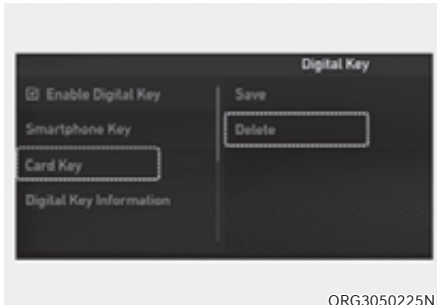 Digital Key
Enable Digital Key
Save
Smartphone Key
Delete
Card Key
Digital Key Information
ORG3050225N